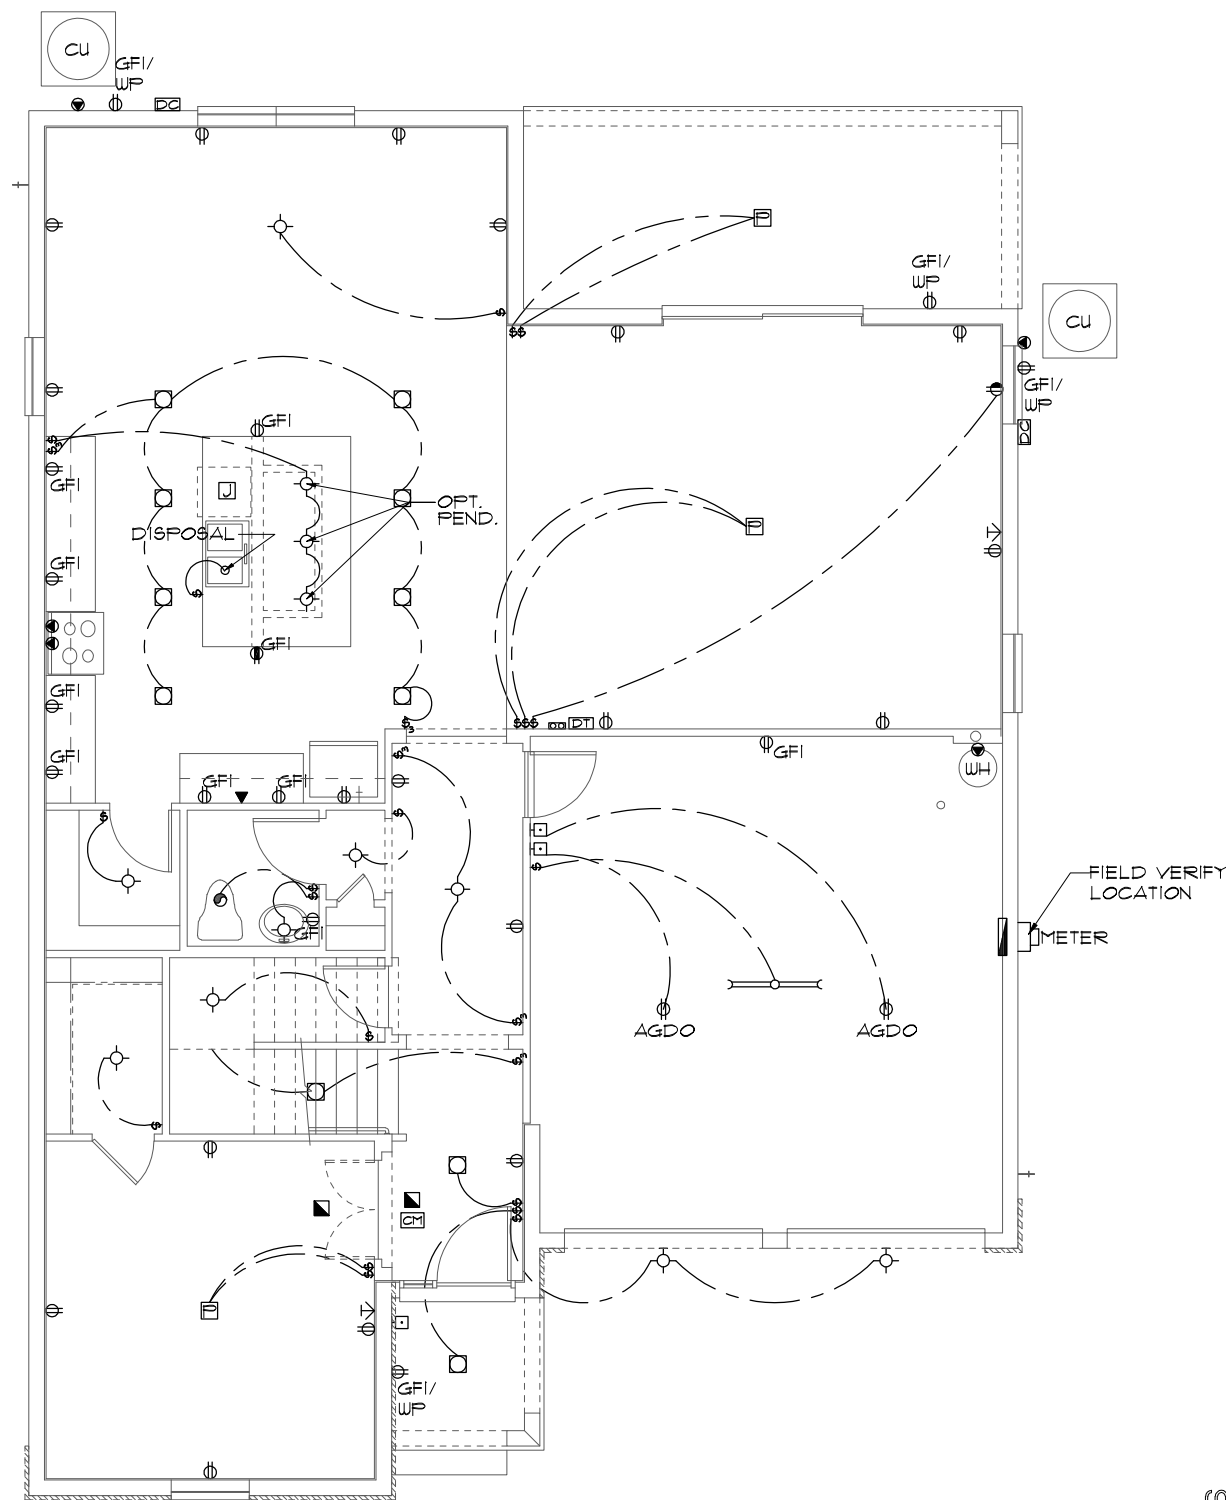 CU
GFI/
WP
DC
GFI/
WP
CU
GFI/
WP
DC
GFI
OPT.
PEND.
GFI
J
DISPOSAL
GFI
GFI
GFI
GFI
DT
GFI
GFI
GFI
WH
FIELD VERIFY
LOCATION
GFI
METER
AGDO
AGDO
CM
GFI/
WP